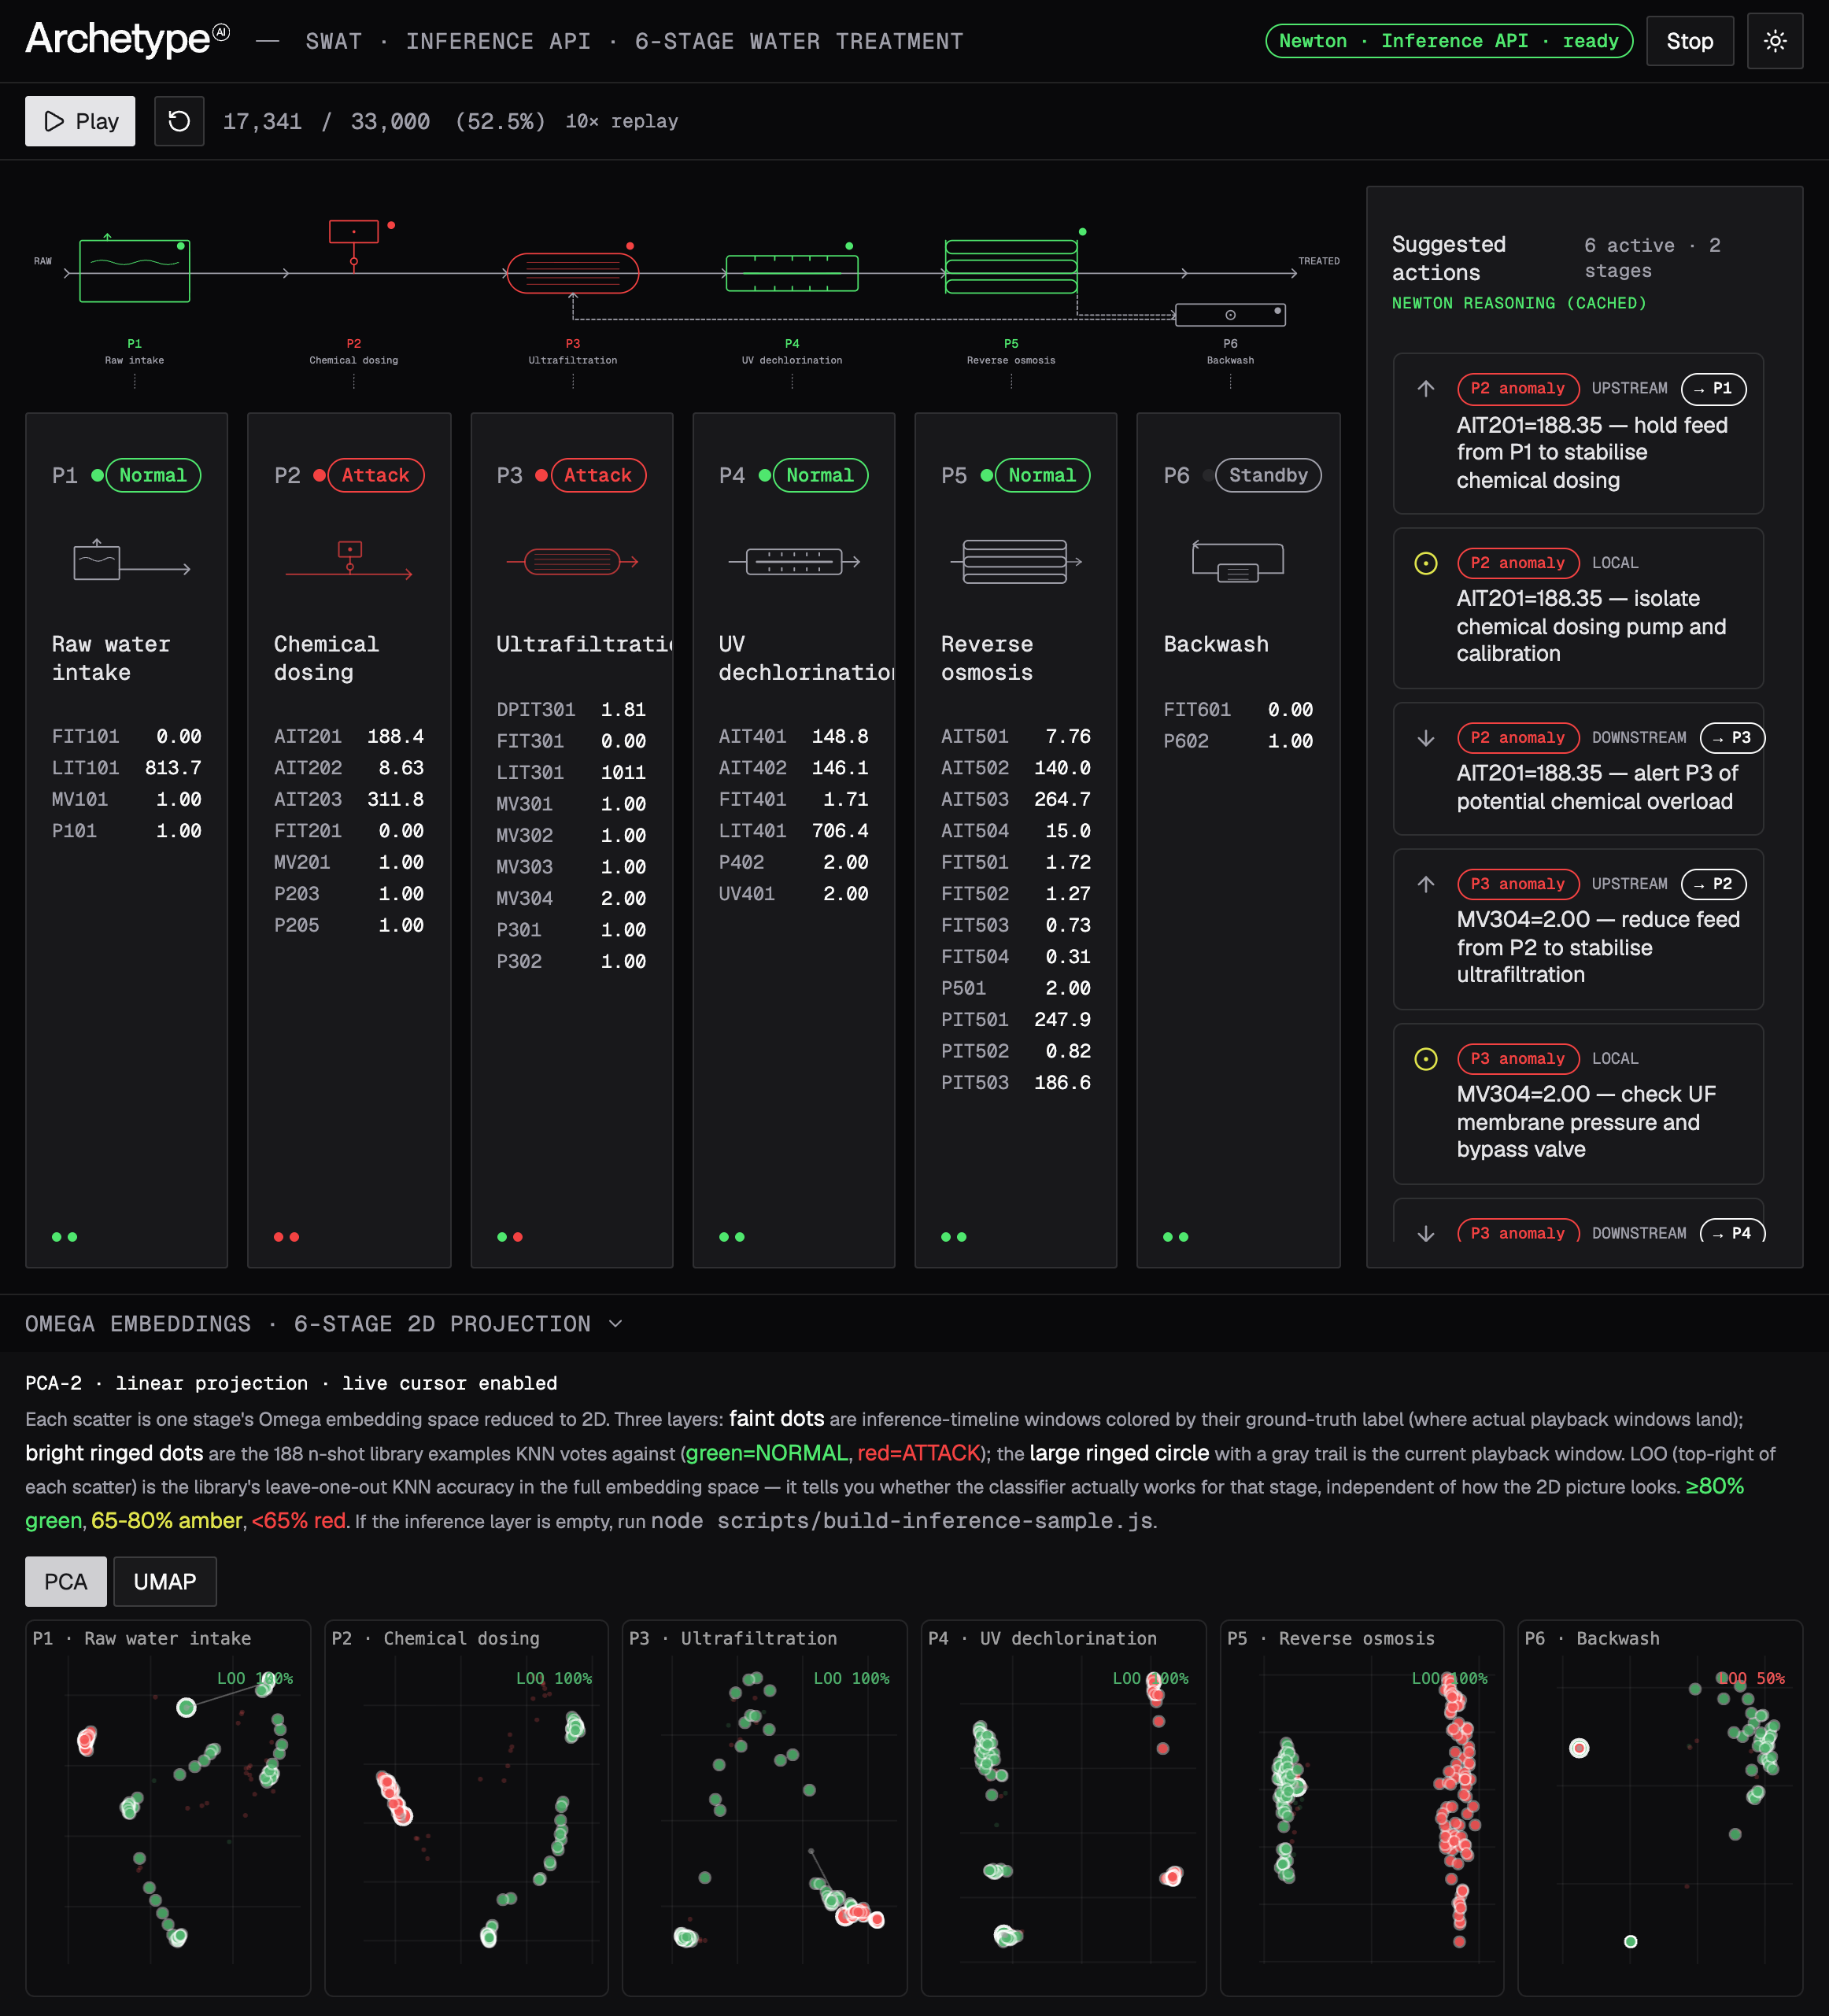 Archetype AI — SWAT · INFERENCE API · 6-STAGE WATER TREATMENT
Newton · Inference API · ready
Stop
Play
17,341 / 33,000 (52.5%) 10× replay
RAW
TREATED
P1
Raw intake
P2
Chemical dosing
P3
Ultrafiltration
P4
UV dechlorination
P5
Reverse osmosis
P6
Backwash
P1 Normal
Raw water
intake
FIT101 0.00
LIT101 813.7
MV101 1.00
P101 1.00
P2 Attack
Chemical
dosing
AIT201 188.4
AIT202 8.63
AIT203 311.8
FIT201 0.00
MV201 1.00
P203 1.00
P205 1.00
P3 Attack
Ultrafiltratio
DPIT301 1.81
FIT301 0.00
LIT301 1011
MV301 1.00
MV302 1.00
MV303 1.00
MV304 2.00
P301 1.00
P302 1.00
P4 Normal
UV
dechlorination
AIT401 148.8
AIT402 146.1
FIT401 1.71
LIT401 706.4
P402 2.00
UV401 2.00
P5 Normal
Reverse
osmosis
AIT501 7.76
AIT502 140.0
AIT503 264.7
AIT504 15.0
FIT501 1.72
FIT502 1.27
FIT503 0.73
FIT504 0.31
P501 2.00
PIT501 247.9
PIT502 0.82
PIT503 186.6
P6 Standby
Backwash
FIT601 0.00
P602 1.00
Suggested
actions
6 active · 2
stages
NEWTON REASONING (CACHED)
P2 anomaly UPSTREAM → P1
AIT201=188.35 — hold feed
from P1 to stabilise
chemical dosing
P2 anomaly LOCAL
AIT201=188.35 — isolate
chemical dosing pump and
calibration
P2 anomaly DOWNSTREAM → P3
AIT201=188.35 — alert P3 of
potential chemical overload
P3 anomaly UPSTREAM → P2
MV304=2.00 — reduce feed
from P2 to stabilise
ultrafiltration
P3 anomaly LOCAL
MV304=2.00 — check UF
membrane pressure and
bypass valve
P3 anomaly DOWNSTREAM → P4
OMEGA EMBEDDINGS · 6-STAGE 2D PROJECTION
PCA-2 · linear projection · live cursor enabled
Each scatter is one stage's Omega embedding space reduced to 2D. Three layers: faint dots are inference-timeline windows colored by their ground-truth label (where actual playback windows land);
bright ringed dots are the 188 n-shot library examples KNN votes against (green=NORMAL, red=ATTACK); the large ringed circle with a gray trail is the current playback window. LOO (top-right of
each scatter) is the library's leave-one-out KNN accuracy in the full embedding space — it tells you whether the classifier actually works for that stage, independent of how the 2D picture looks. ≥80%
green, 65-80% amber, <65% red. If the inference layer is empty, run node scripts/build-inference-sample.js.
PCA
UMAP
P1 · Raw water intake
LOO 100%
P2 · Chemical dosing
LOO 100%
P3 · Ultrafiltration
LOO 100%
P4 · UV dechlorination
LOO 100%
P5 · Reverse osmosis
LOO 100%
P6 · Backwash
LOO 50%